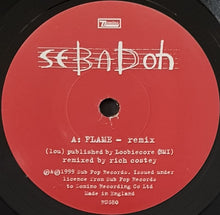 SEBADOH
A: FLAME - remix
(lou) published by Loobiecore (BMI)
remixed by rich costey
℗&© 1999 Sub Pop Records. Issued under
licence from Sub Pop Records
to Domino Recording Co Ltd
Made in England